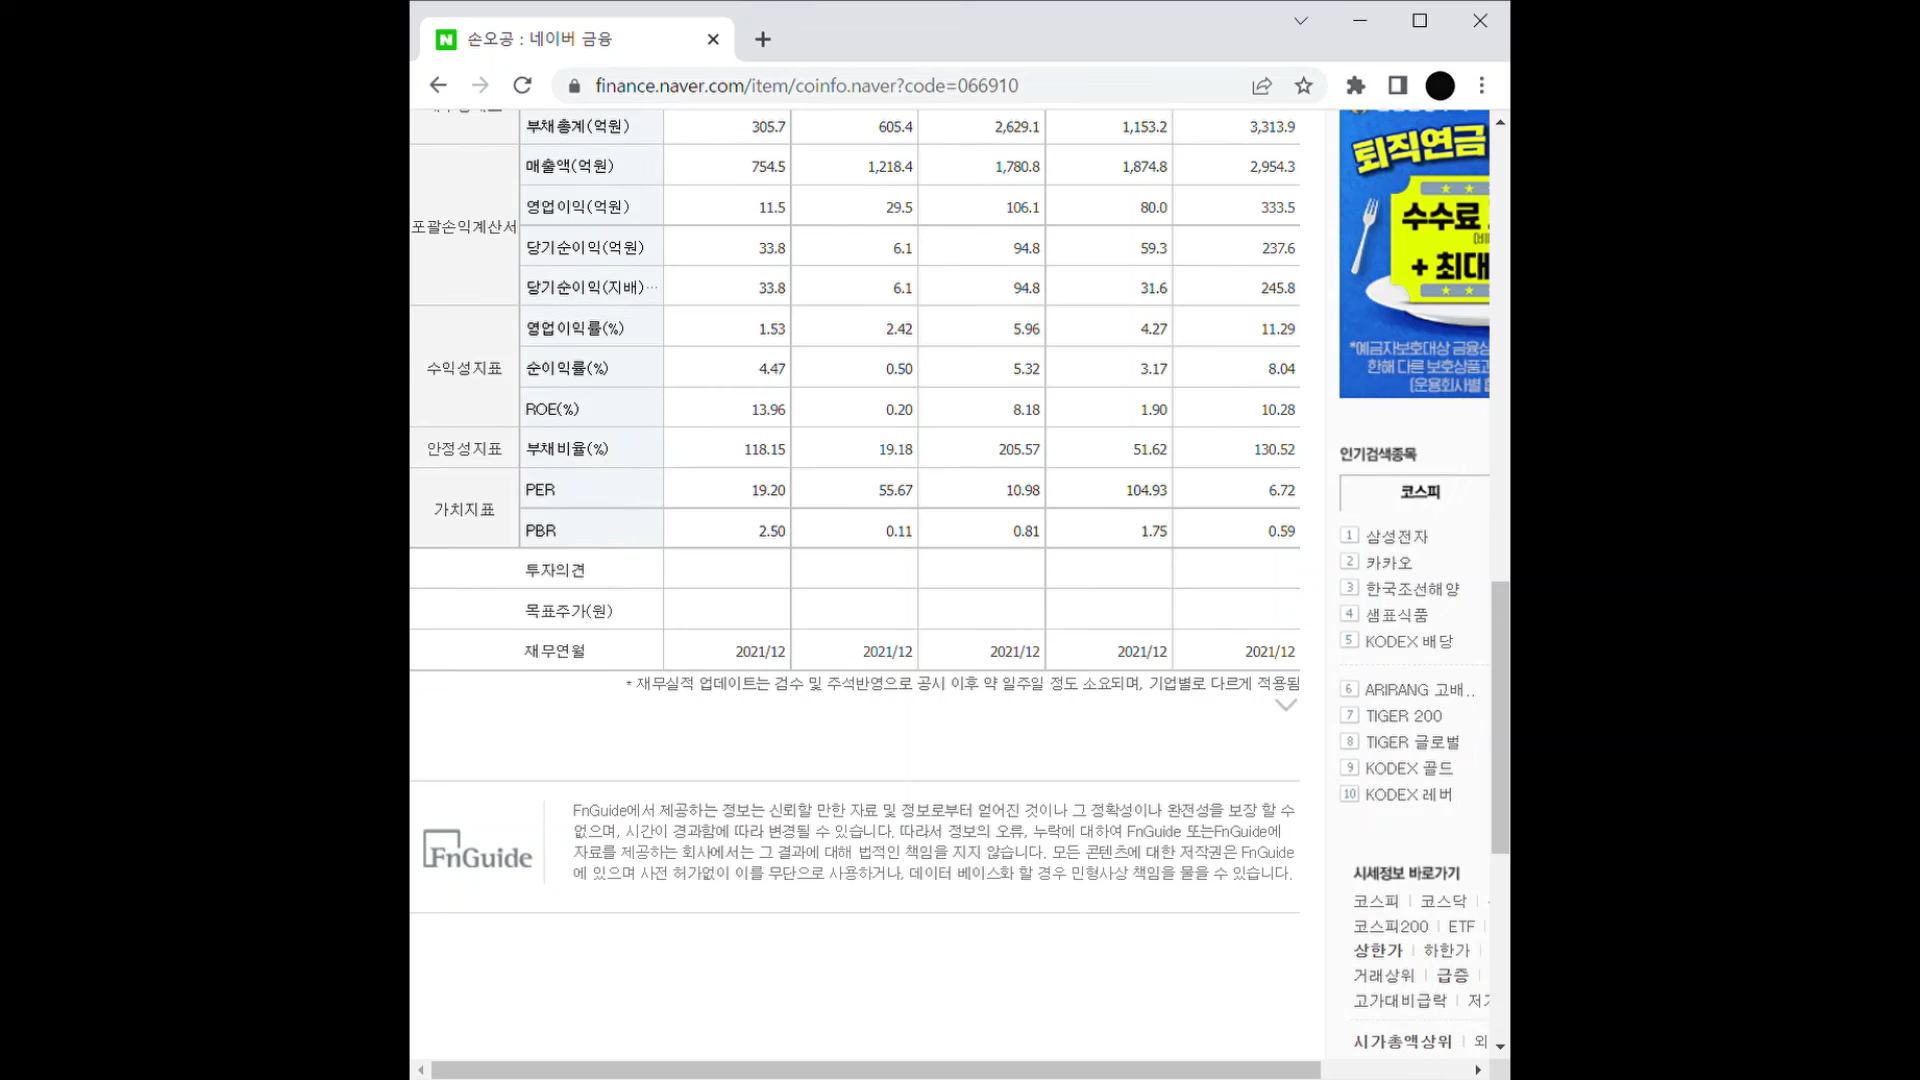 손오공 : 네이버 금융
finance.naver.com/item/coinfo.naver?code=066910
부채총계(억원) 305.7 605.4 2,629.1 1,153.2 3,313.9
포괄손익계산서
매출액(억원) 754.5 1,218.4 1,780.8 1,874.8 2,954.3
영업이익(억원) 11.5 29.5 106.1 80.0 333.5
당기순이익(억원) 33.8 6.1 94.8 59.3 237.6
당기순이익(지배)… 33.8 6.1 94.8 31.6 245.8
수익성지표
영업이익률(%) 1.53 2.42 5.96 4.27 11.29
순이익률(%) 4.47 0.50 5.32 3.17 8.04
ROE(%) 13.96 0.20 8.18 1.90 10.28
안정성지표 부채비율(%) 118.15 19.18 205.57 51.62 130.52
가치지표
PER 19.20 55.67 10.98 104.93 6.72
PBR 2.50 0.11 0.81 1.75 0.59
투자의견
목표주가(원)
재무연월 2021/12 2021/12 2021/12 2021/12 2021/12
* 재무실적 업데이트는 검수 및 주석반영으로 공시 이후 약 일주일 정도 소요되며, 기업별로 다르게 적용됨
FnGuide
FnGuide에서 제공하는 정보는 신뢰할 만한 자료 및 정보로부터 얻어진 것이나 그 정확성이나 완전성을 보장 할 수
없으며, 시간이 경과함에 따라 변경될 수 있습니다. 따라서 정보의 오류, 누락에 대하여 FnGuide 또는FnGuide에
자료를 제공하는 회사에서는 그 결과에 대해 법적인 책임을 지지 않습니다. 모든 콘텐츠에 대한 저작권은 FnGuide
에 있으며 사전 허가없이 이를 무단으로 사용하거나, 데이터 베이스화 할 경우 민형사상 책임을 물을 수 있습니다.
퇴직연금
수수료
+ 최대
*예금자보호대상 금융상
한해 다른 보호상품과
(운용회사별
인기검색종목
코스피
1 삼성전자
2 카카오
3 한국조선해양
4 샘표식품
5 KODEX 배당
6 ARIRANG 고배..
7 TIGER 200
8 TIGER 글로벌
9 KODEX 골드
10 KODEX 레버
시세정보 바로가기
코스피 | 코스닥 |
코스피200 | ETF |
상한가 | 하한가 |
거래상위 | 급증 |
고가대비급락 | 저가
시가총액상위 | 외